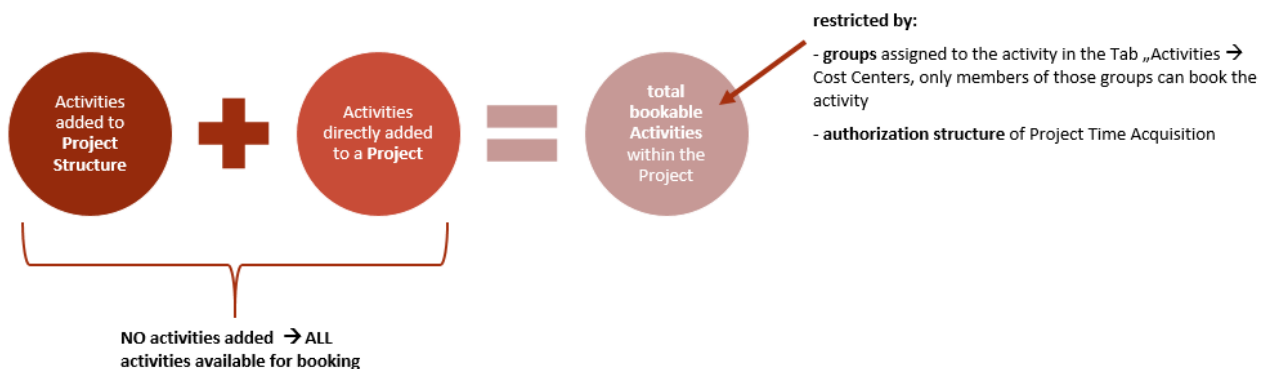 Activities
added to
Project
Structure
Activities
directly added
to a Project
total
bookable
Activities
within the
Project
restricted by:
- groups assigned to the activity in the Tab „Activities →
Cost Centers, only members of those groups can book the
activity
- authorization structure of Project Time Acquisition
NO activities added → ALL
activities available for booking